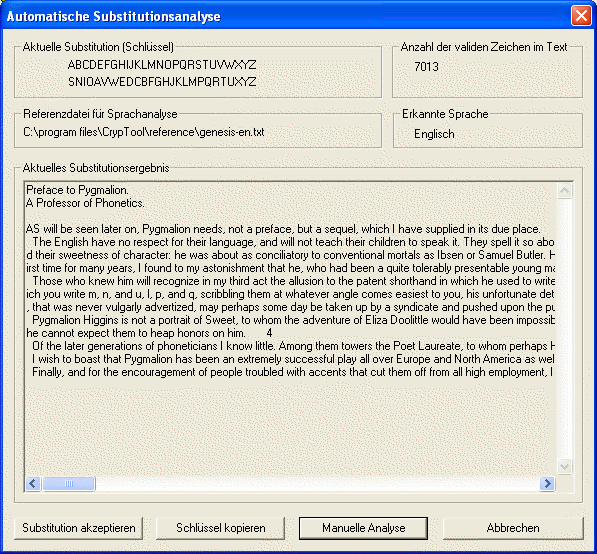 Automatische Substitutionsanalyse
Aktuelle Substitution (Schlüssel)
ABCDEFGHIJKLMNOPQRSTUVWXYZ
SNIOAVWEDCBFGHJKLMPQRTUXYZ
Anzahl der validen Zeichen im Text
7013
Referenzdatei für Sprachanalyse
C:\program files\CrypTool\reference\genesis-en.txt
Erkannte Sprache
Englisch
Aktuelles Substitutionsergebnis
Preface to Pygmalion.
A Professor of Phonetics.
AS will be seen later on, Pygmalion needs, not a preface, but a sequel, which I have supplied in its due place.
The English have no respect for their language, and will not teach their children to speak it. They spell it so abo
d their sweetness of character: he was about as conciliatory to conventional mortals as Ibsen or Samuel Butler. H
irst time for many years, I found to my astonishment that he, who had been a quite tolerably presentable young ma
Those who knew him will recognize in my third act the allusion to the patent shorthand in which he used to write
ich you write m, n, and u, l, p, and q, scribbling them at whatever angle comes easiest to you, his unfortunate det
, that was never vulgarly advertized, may perhaps some day be taken up by a syndicate and pushed upon the pu
Pygmalion Higgins is not a portrait of Sweet, to whom the adventure of Eliza Doolittle would have been impossib
he cannot expect them to heap honors on him. 4
Of the later generations of phoneticians I know little. Among them towers the Poet Laureate, to whom perhaps H
I wish to boast that Pygmalion has been an extremely successful play all over Europe and North America as wel
Finally, and for the encouragement of people troubled with accents that cut them off from all high employment, I
Substitution akzeptieren
Schlüssel kopieren
Manuelle Analyse
Abbrechen